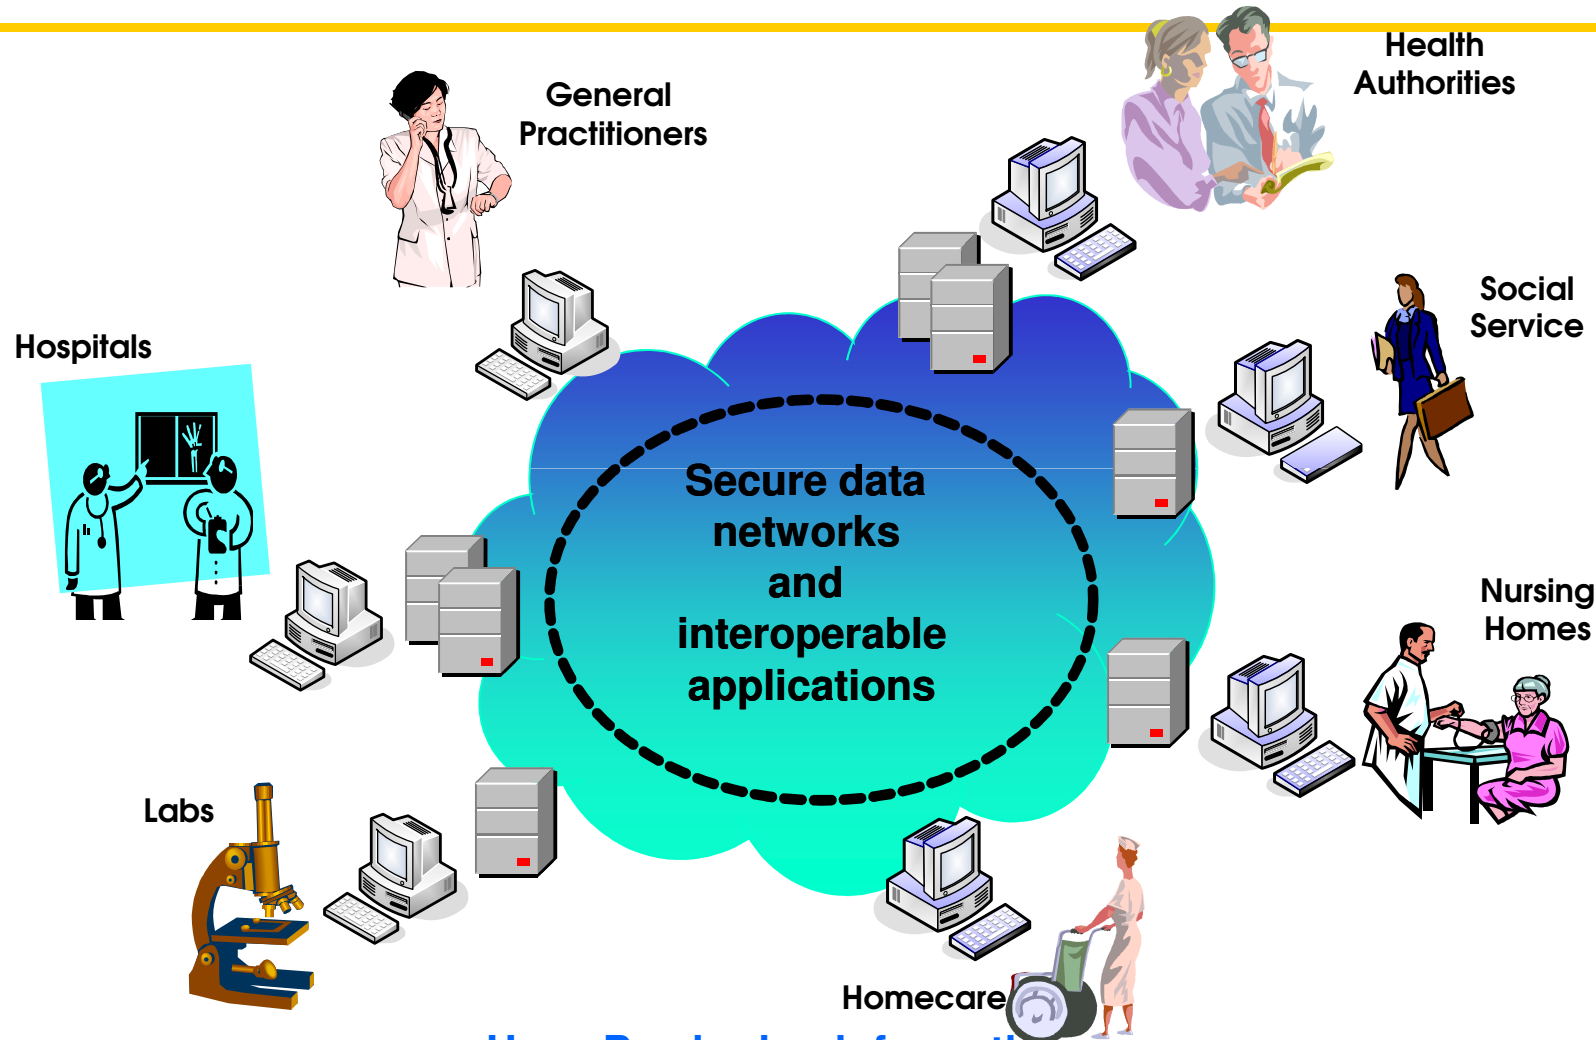 Health
Authorities
General
Practitioners
Social
Service
Hospitals
Secure data
networks
and
interoperable
applications
Nursing
Homes
Labs
Homecare